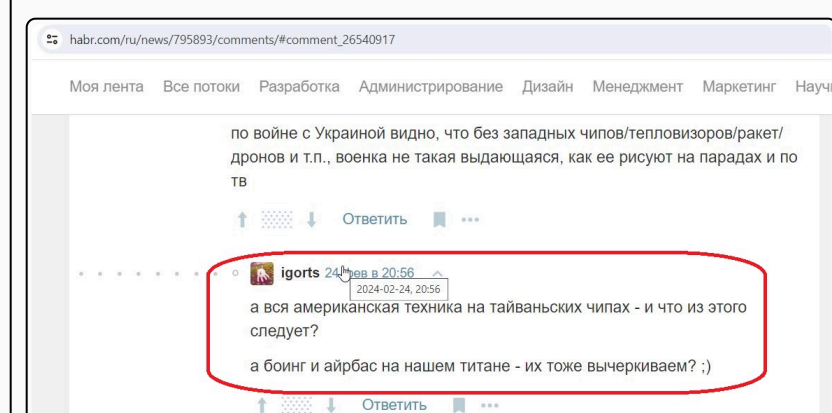 habr.com/ru/news/795893/comments/#comment_26540917
Моя лента Все потоки Разработка Администрирование Дизайн Менеджмент Маркетинг
по войне с Украиной видно, что без западных чипов/тепловизоров/ракет/
дронов и т.п., военка не такая выдающаяся, как ее рисуют на парадах и по
тв
Ответить
igorts 24 фев в 20:56
2024-02-24, 20:56
а вся американская техника на тайваньских чипах - и что из этого
следует?
а боинг и айрбас на нашем титане - их тоже вычеркиваем? ;)
Ответить